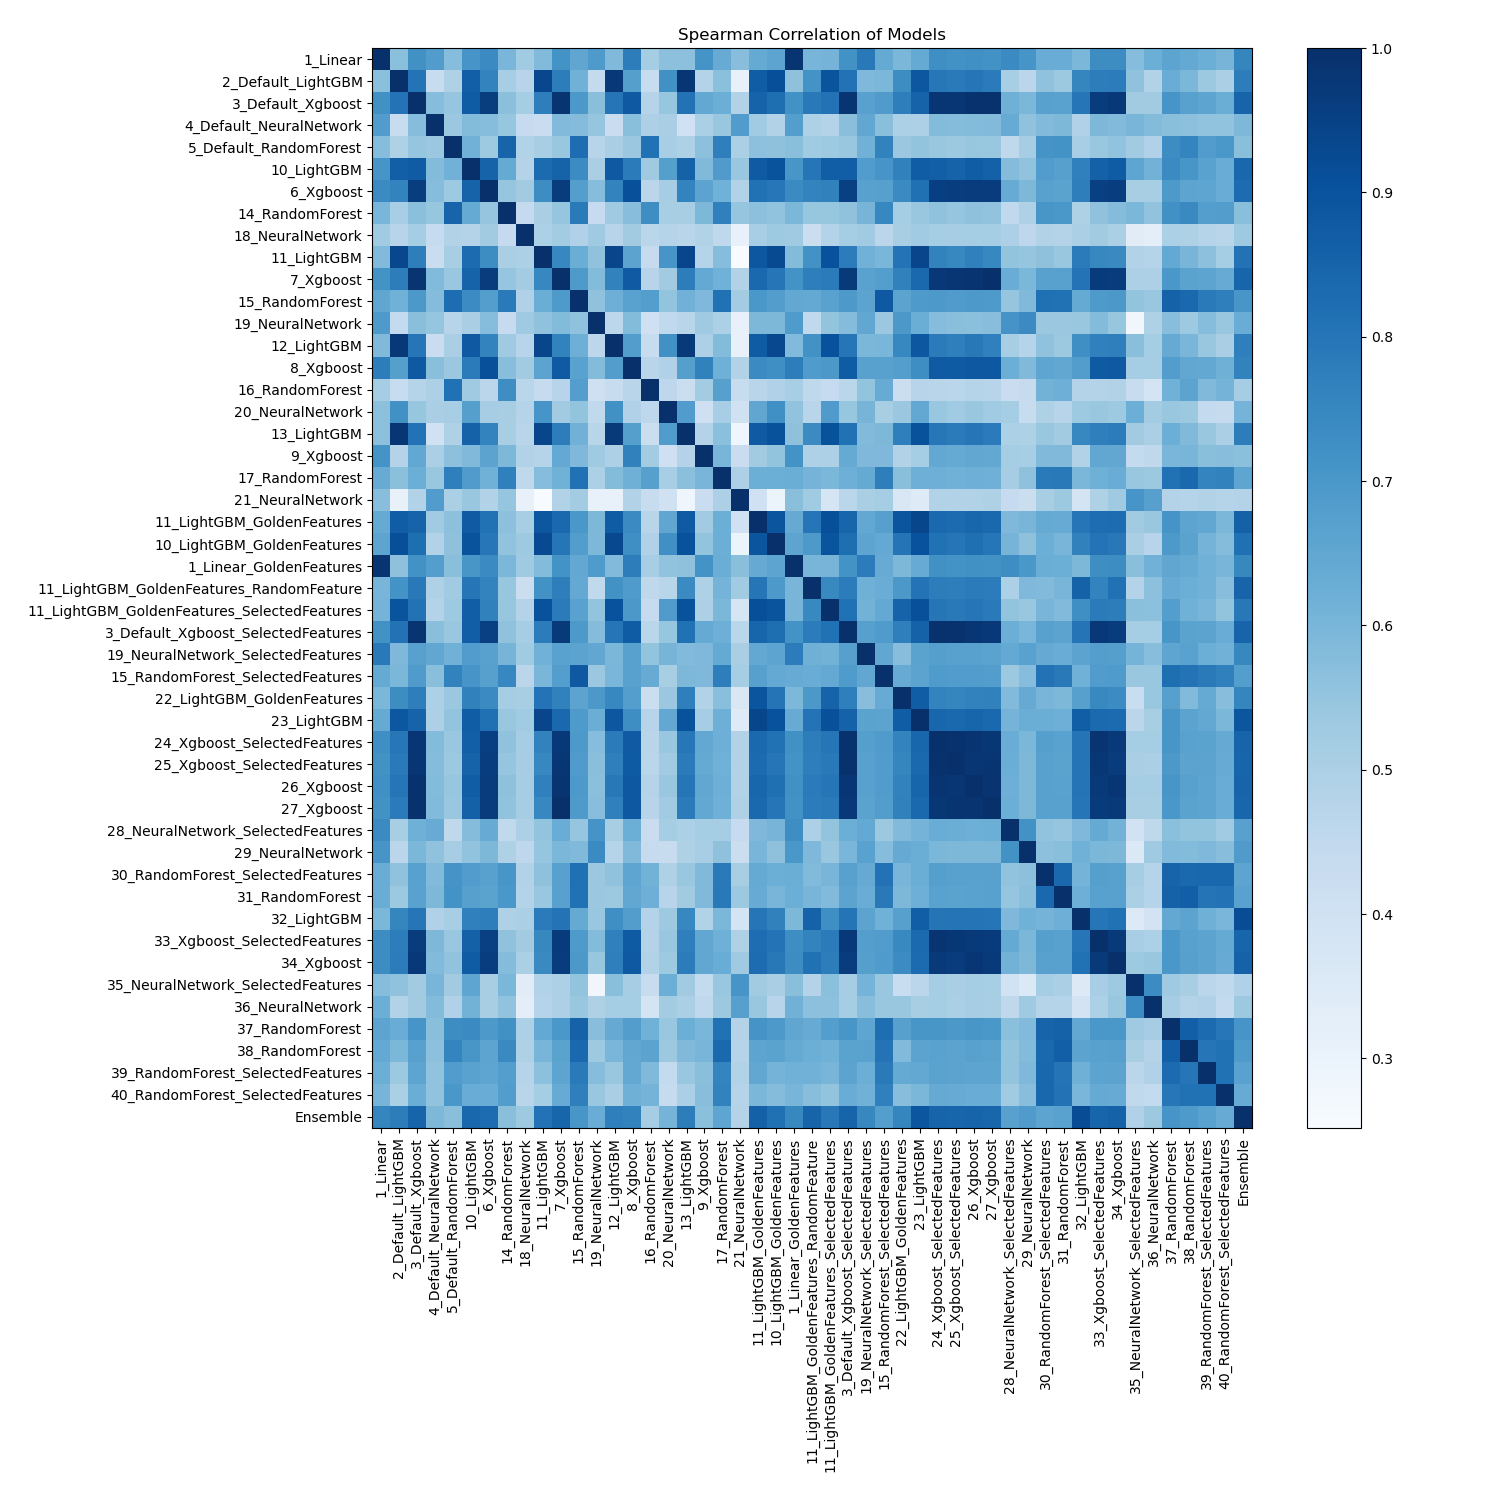 Spearman Correlation of Models
1_Linear
2_Default_LightGBM
3_Default_Xgboost
4_Default_NeuralNetwork
5_Default_RandomForest
10_LightGBM
6_Xgboost
14_RandomForest
18_NeuralNetwork
11_LightGBM
7_Xgboost
15_RandomForest
19_NeuralNetwork
12_LightGBM
8_Xgboost
16_RandomForest
20_NeuralNetwork
13_LightGBM
9_Xgboost
17_RandomForest
21_NeuralNetwork
11_LightGBM_GoldenFeatures
10_LightGBM_GoldenFeatures
1_Linear_GoldenFeatures
11_LightGBM_GoldenFeatures_RandomFeature
11_LightGBM_GoldenFeatures_SelectedFeatures
3_Default_Xgboost_SelectedFeatures
19_NeuralNetwork_SelectedFeatures
15_RandomForest_SelectedFeatures
22_LightGBM_GoldenFeatures
23_LightGBM
24_Xgboost_SelectedFeatures
25_Xgboost_SelectedFeatures
26_Xgboost
27_Xgboost
28_NeuralNetwork_SelectedFeatures
29_NeuralNetwork
30_RandomForest_SelectedFeatures
31_RandomForest
32_LightGBM
33_Xgboost_SelectedFeatures
34_Xgboost
35_NeuralNetwork_SelectedFeatures
36_NeuralNetwork
37_RandomForest
38_RandomForest
39_RandomForest_SelectedFeatures
40_RandomForest_SelectedFeatures
Ensemble
1_Linear
2_Default_LightGBM
3_Default_Xgboost
4_Default_NeuralNetwork
5_Default_RandomForest
10_LightGBM
6_Xgboost
14_RandomForest
18_NeuralNetwork
11_LightGBM
7_Xgboost
15_RandomForest
19_NeuralNetwork
12_LightGBM
8_Xgboost
16_RandomForest
20_NeuralNetwork
13_LightGBM
9_Xgboost
17_RandomForest
21_NeuralNetwork
11_LightGBM_GoldenFeatures
10_LightGBM_GoldenFeatures
1_Linear_GoldenFeatures
11_LightGBM_GoldenFeatures_RandomFeature
11_LightGBM_GoldenFeatures_SelectedFeatures
3_Default_Xgboost_SelectedFeatures
19_NeuralNetwork_SelectedFeatures
15_RandomForest_SelectedFeatures
22_LightGBM_GoldenFeatures
23_LightGBM
24_Xgboost_SelectedFeatures
25_Xgboost_SelectedFeatures
26_Xgboost
27_Xgboost
28_NeuralNetwork_SelectedFeatures
29_NeuralNetwork
30_RandomForest_SelectedFeatures
31_RandomForest
32_LightGBM
33_Xgboost_SelectedFeatures
34_Xgboost
35_NeuralNetwork_SelectedFeatures
36_NeuralNetwork
37_RandomForest
38_RandomForest
39_RandomForest_SelectedFeatures
40_RandomForest_SelectedFeatures
Ensemble
1.0
0.9
0.8
0.7
0.6
0.5
0.4
0.3